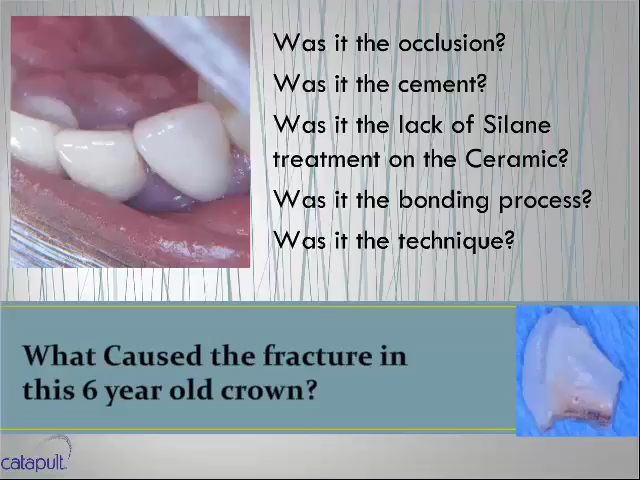 Was it the occlusion?
Was it the cement?
Was it the lack of Silane
treatment on the Ceramic?
Was it the bonding process?
Was it the technique?
What Caused the fracture in
this 6 year old crown?
catapult